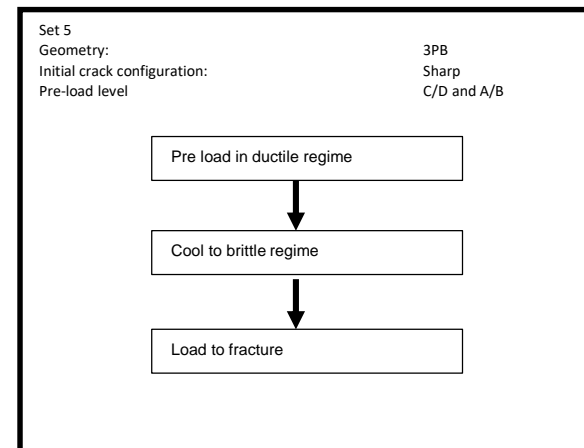 Set 5
Geometry: 3PB
Initial crack configuration: Sharp
Pre-load level C/D and A/B
Pre load in ductile regime
Cool to brittle regime
Load to fracture